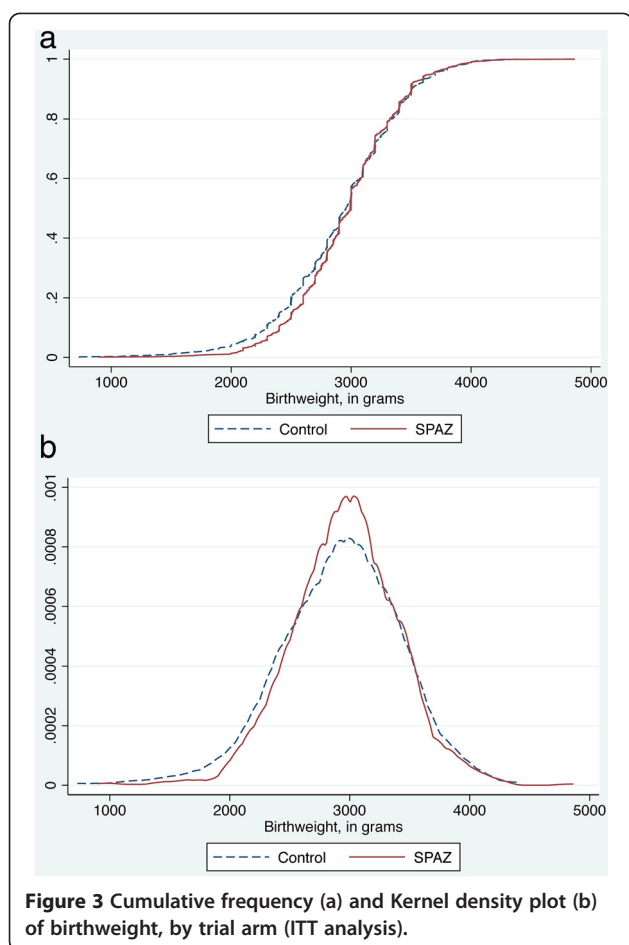 a
1
.8
.6
.4
.2
0
1000 2000 3000 4000 5000
Birthweight, in grams
Control SPAZ
b
.001
.0008
.0006
.0004
.0002
0
1000 2000 3000 4000 5000
Birthweight, in grams
Control SPAZ
Figure 3 Cumulative frequency (a) and Kernel density plot (b)
of birthweight, by trial arm (ITT analysis).